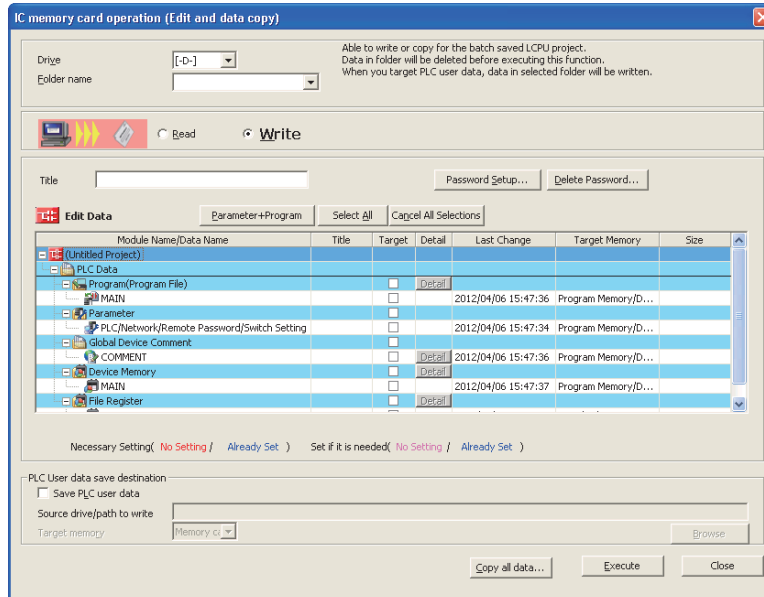 IC memory card operation (Edit and data copy)
Drive [-D-]
Able to write or copy for the batch saved LCPU project.
Data in folder will be deleted before executing this function.
When you target PLC user data, data in selected folder will be written.
Folder name
Read Write
Title Password Setup... Delete Password...
Edit Data Parameter+Program Select All Cancel All Selections
Module Name/Data Name Title Target Detail Last Change Target Memory Size
(Untitled Project)
PLC Data
Program(Program File) Detail
MAIN 2012/04/06 15:47:36 Program Memory/D...
Parameter
PLC/Network/Remote Password/Switch Setting 2012/04/06 15:47:34 Program Memory/D...
Global Device Comment
COMMENT Detail 2012/04/06 15:47:36 Program Memory/D...
Device Memory Detail
MAIN 2012/04/06 15:47:37 Program Memory/D...
File Register Detail
Necessary Setting( No Setting / Already Set ) Set if it is needed( No Setting / Already Set )
PLC User data save destination
Save PLC user data
Source drive/path to write
Target memory Memory ca Browse
Copy all data... Execute Close